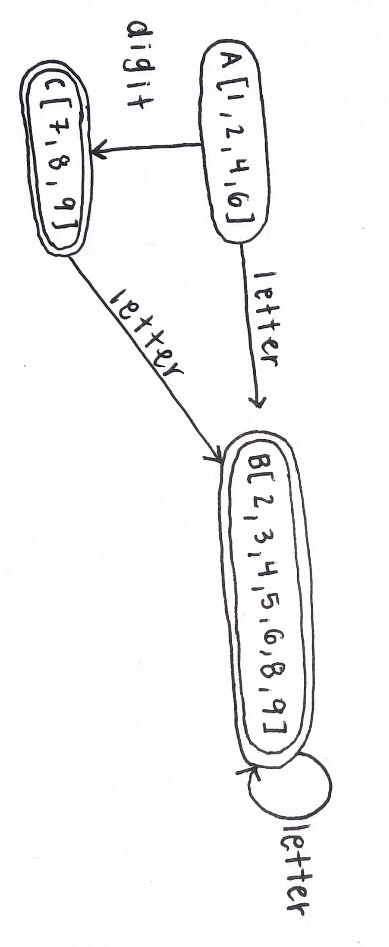 A[1,2,4,6]
letter
B[2,3,4,5,6,8,9]
letter
digit
letter
C[7,8,9]